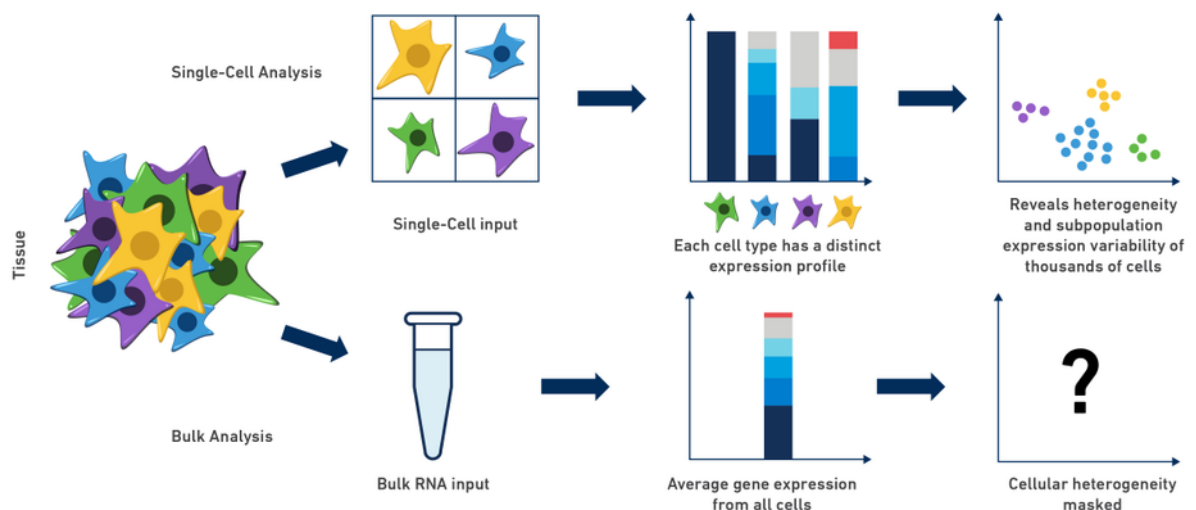 Single-Cell Analysis
Tissue
Single-Cell input
Each cell type has a distinct
expression profile
Reveals heterogeneity
and subpopulation
expression variability of
thousands of cells
Bulk Analysis
Bulk RNA input
Average gene expression
from all cells
?
Cellular heterogeneity
masked